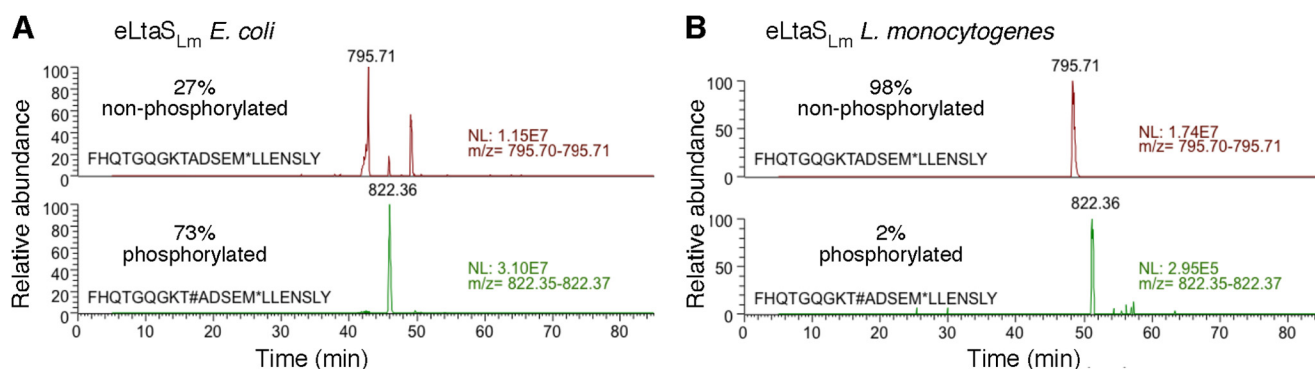 A eLtaSLm E. coli
795.71
27%
non-phosphorylated
NL: 1.15E7
m/z= 795.70-795.71
FHQTGQGKTADSEM*LLENSLY
100
80
60
40
20
0
822.36
73%
phosphorylated
NL: 3.10E7
m/z= 822.35-822.37
FHQTGQGKT#ADSEM*LLENSLY
100
80
60
40
20
0
Relative abundance
0 10 20 30 40 50 60 70 80
Time (min)
B eLtaSLm L. monocytogenes
795.71
98%
non-phosphorylated
NL: 1.74E7
m/z= 795.70-795.71
FHQTGQGKTADSEM*LLENSLY
100
50
0
822.36
2%
phosphorylated
NL: 2.95E5
m/z= 822.35-822.37
FHQTGQGKT#ADSEM*LLENSLY
100
50
0
Relative abundance
0 10 20 30 40 50 60 70 80
Time (min)